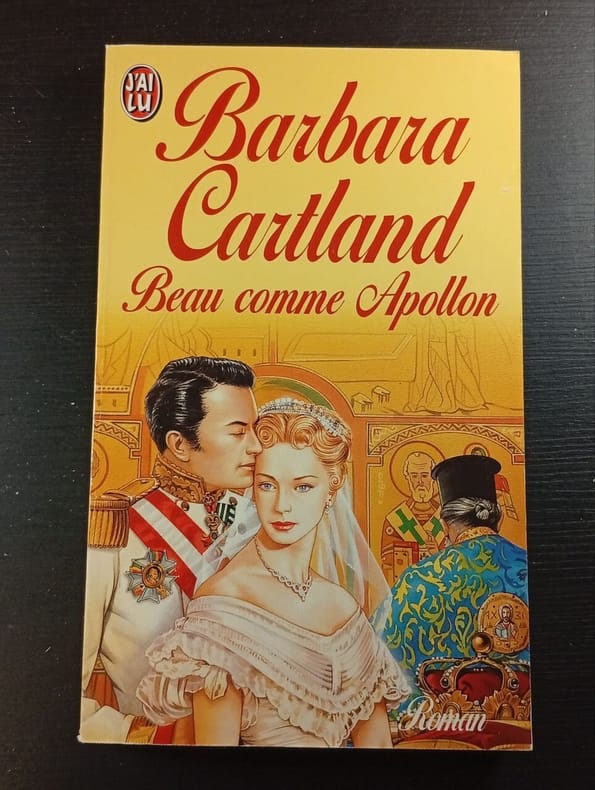 J'AI
LU
Barbara
Cartland
Beau comme Apollon
Roman